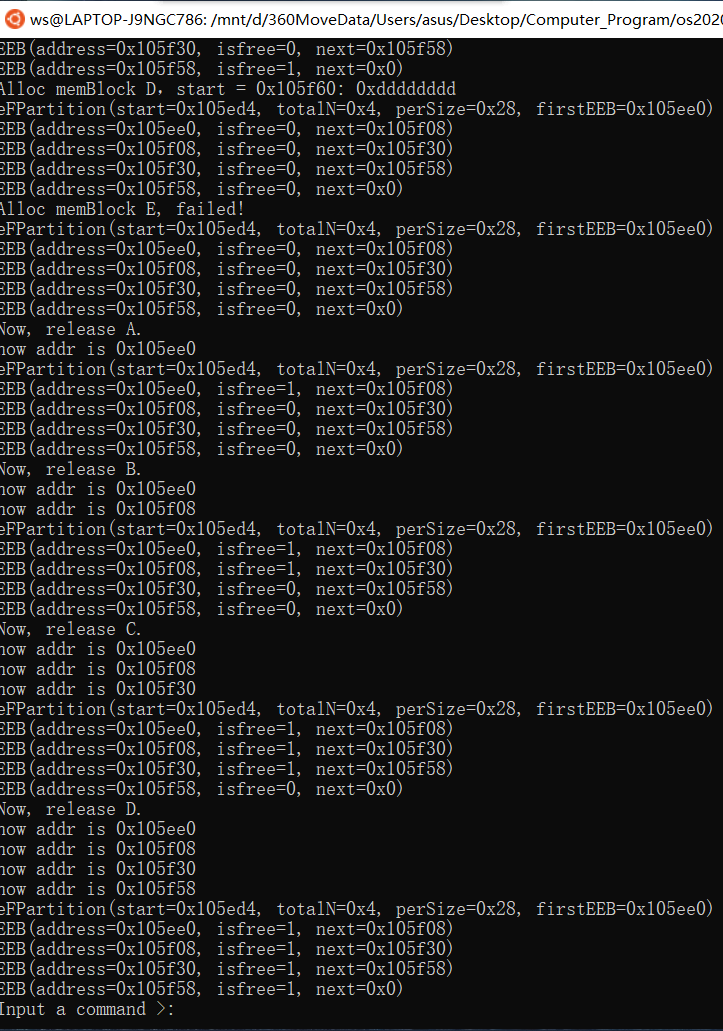 ws@LAPTOP-J9NGC786: /mnt/d/360MoveData/Users/asus/Desktop/Computer_Program/os202
EEB(address=0x105f30, isfree=0, next=0x105f58)
EEB(address=0x105f58, isfree=1, next=0x0)
Alloc memBlock D, start = 0x105f60: 0xdddddddd
eFPartition(start=0x105ed4, totalN=0x4, perSize=0x28, firstEEB=0x105ee0)
EEB(address=0x105ee0, isfree=0, next=0x105f08)
EEB(address=0x105f08, isfree=0, next=0x105f30)
EEB(address=0x105f30, isfree=0, next=0x105f58)
EEB(address=0x105f58, isfree=0, next=0x0)
Alloc memBlock E, failed!
eFPartition(start=0x105ed4, totalN=0x4, perSize=0x28, firstEEB=0x105ee0)
EEB(address=0x105ee0, isfree=0, next=0x105f08)
EEB(address=0x105f08, isfree=0, next=0x105f30)
EEB(address=0x105f30, isfree=0, next=0x105f58)
EEB(address=0x105f58, isfree=0, next=0x0)
Now, release A.
now addr is 0x105ee0
eFPartition(start=0x105ed4, totalN=0x4, perSize=0x28, firstEEB=0x105ee0)
EEB(address=0x105ee0, isfree=1, next=0x105f08)
EEB(address=0x105f08, isfree=0, next=0x105f30)
EEB(address=0x105f30, isfree=0, next=0x105f58)
EEB(address=0x105f58, isfree=0, next=0x0)
Now, release B.
now addr is 0x105ee0
now addr is 0x105f08
eFPartition(start=0x105ed4, totalN=0x4, perSize=0x28, firstEEB=0x105ee0)
EEB(address=0x105ee0, isfree=1, next=0x105f08)
EEB(address=0x105f08, isfree=1, next=0x105f30)
EEB(address=0x105f30, isfree=0, next=0x105f58)
EEB(address=0x105f58, isfree=0, next=0x0)
Now, release C.
now addr is 0x105ee0
now addr is 0x105f08
now addr is 0x105f30
eFPartition(start=0x105ed4, totalN=0x4, perSize=0x28, firstEEB=0x105ee0)
EEB(address=0x105ee0, isfree=1, next=0x105f08)
EEB(address=0x105f08, isfree=1, next=0x105f30)
EEB(address=0x105f30, isfree=1, next=0x105f58)
EEB(address=0x105f58, isfree=0, next=0x0)
Now, release D.
now addr is 0x105ee0
now addr is 0x105f08
now addr is 0x105f30
now addr is 0x105f58
eFPartition(start=0x105ed4, totalN=0x4, perSize=0x28, firstEEB=0x105ee0)
EEB(address=0x105ee0, isfree=1, next=0x105f08)
EEB(address=0x105f08, isfree=1, next=0x105f30)
EEB(address=0x105f30, isfree=1, next=0x105f58)
EEB(address=0x105f58, isfree=1, next=0x0)
Input a command >: